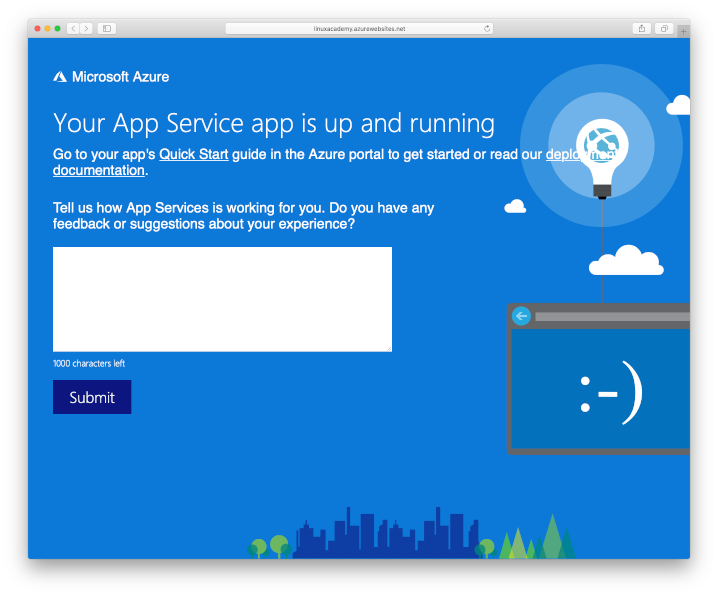 linuxacademy.azurewebsites.net
Microsoft Azure
Your App Service app is up and running
Go to your app's Quick Start guide in the Azure portal to get started or read our deployment
documentation.
Tell us how App Services is working for you. Do you have any
feedback or suggestions about your experience?
1000 characters left
Submit
:-)